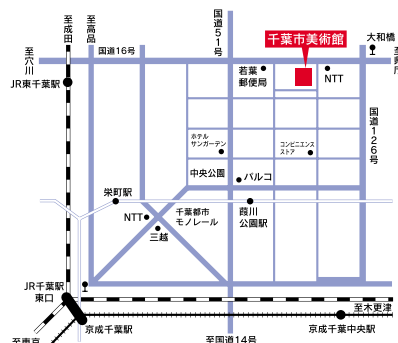 至成田
至高品
国道51号
千葉市美術館
大和橋
国道16号
至穴川
JR東千葉駅
若葉
郵便局
NTT
国道126号
ホテル
サンガーデン
コンビニエンス
ストア
中央公園
パルコ
栄町駅
NTT
千葉都市
モノレール
葭川
公園駅
三越
JR千葉駅
東口
至木更津
京成千葉駅
京成千葉中央駅
至東京
至国道14号